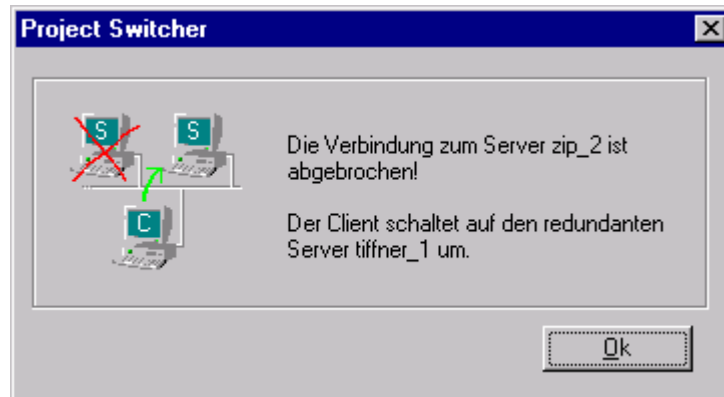 Project Switcher
S
S
C
Die Verbindung zum Server zip_2 ist
abgebrochen!
Der Client schaltet auf den redundanten
Server tiffner_1 um.
Ok